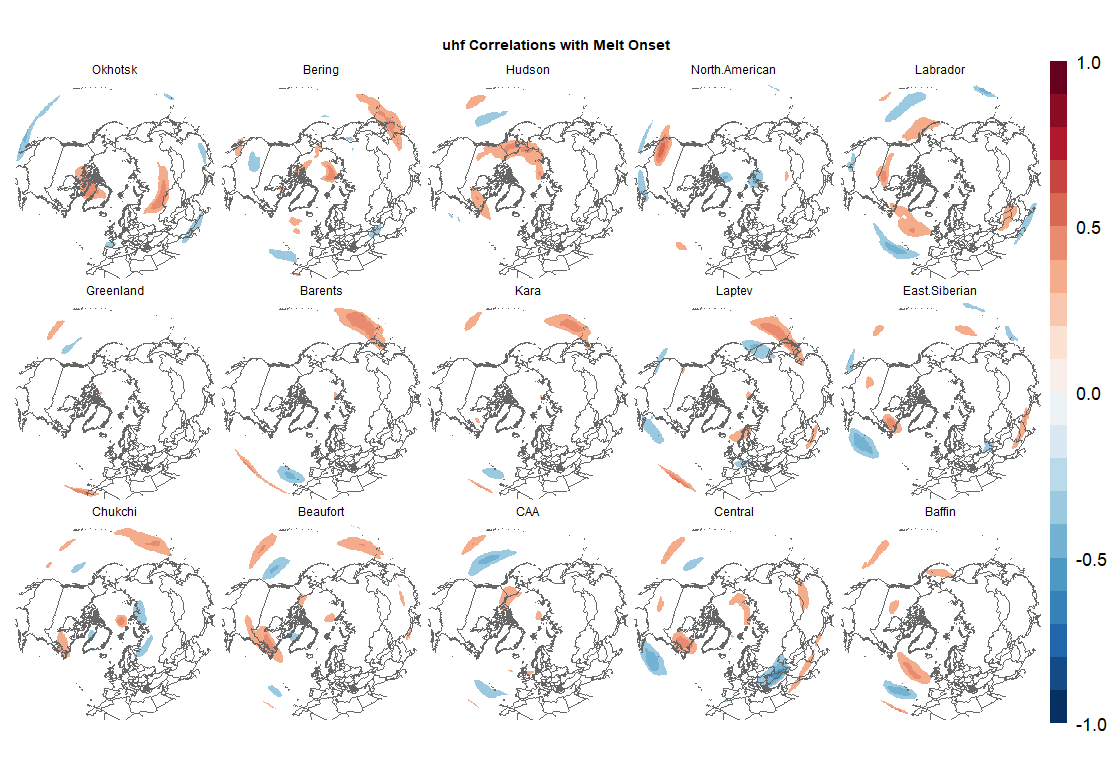 uhf Correlations with Melt Onset
Okhotsk Bering Hudson North.American Labrador
Greenland Barents Kara Laptev East.Siberian
Chukchi Beaufort CAA Central Baffin
1.0
0.5
0.0
-0.5
-1.0